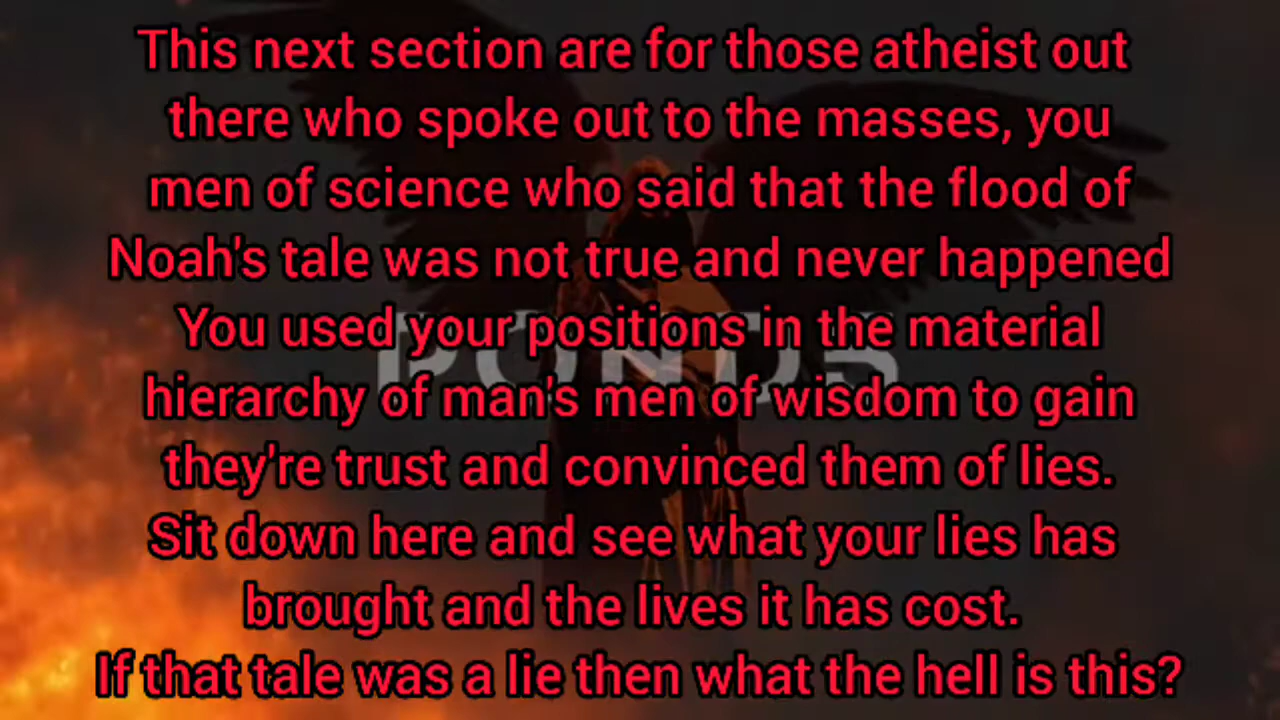 This next section are for those atheist out
there who spoke out to the masses, you
men of science who said that the flood of
Noah's tale was not true and never happened
You used your positions in the material
hierarchy of man's men of wisdom to gain
they're trust and convinced them of lies.
Sit down here and see what your lies has
brought and the lives it has cost.
If that tale was a lie then what the hell is this?